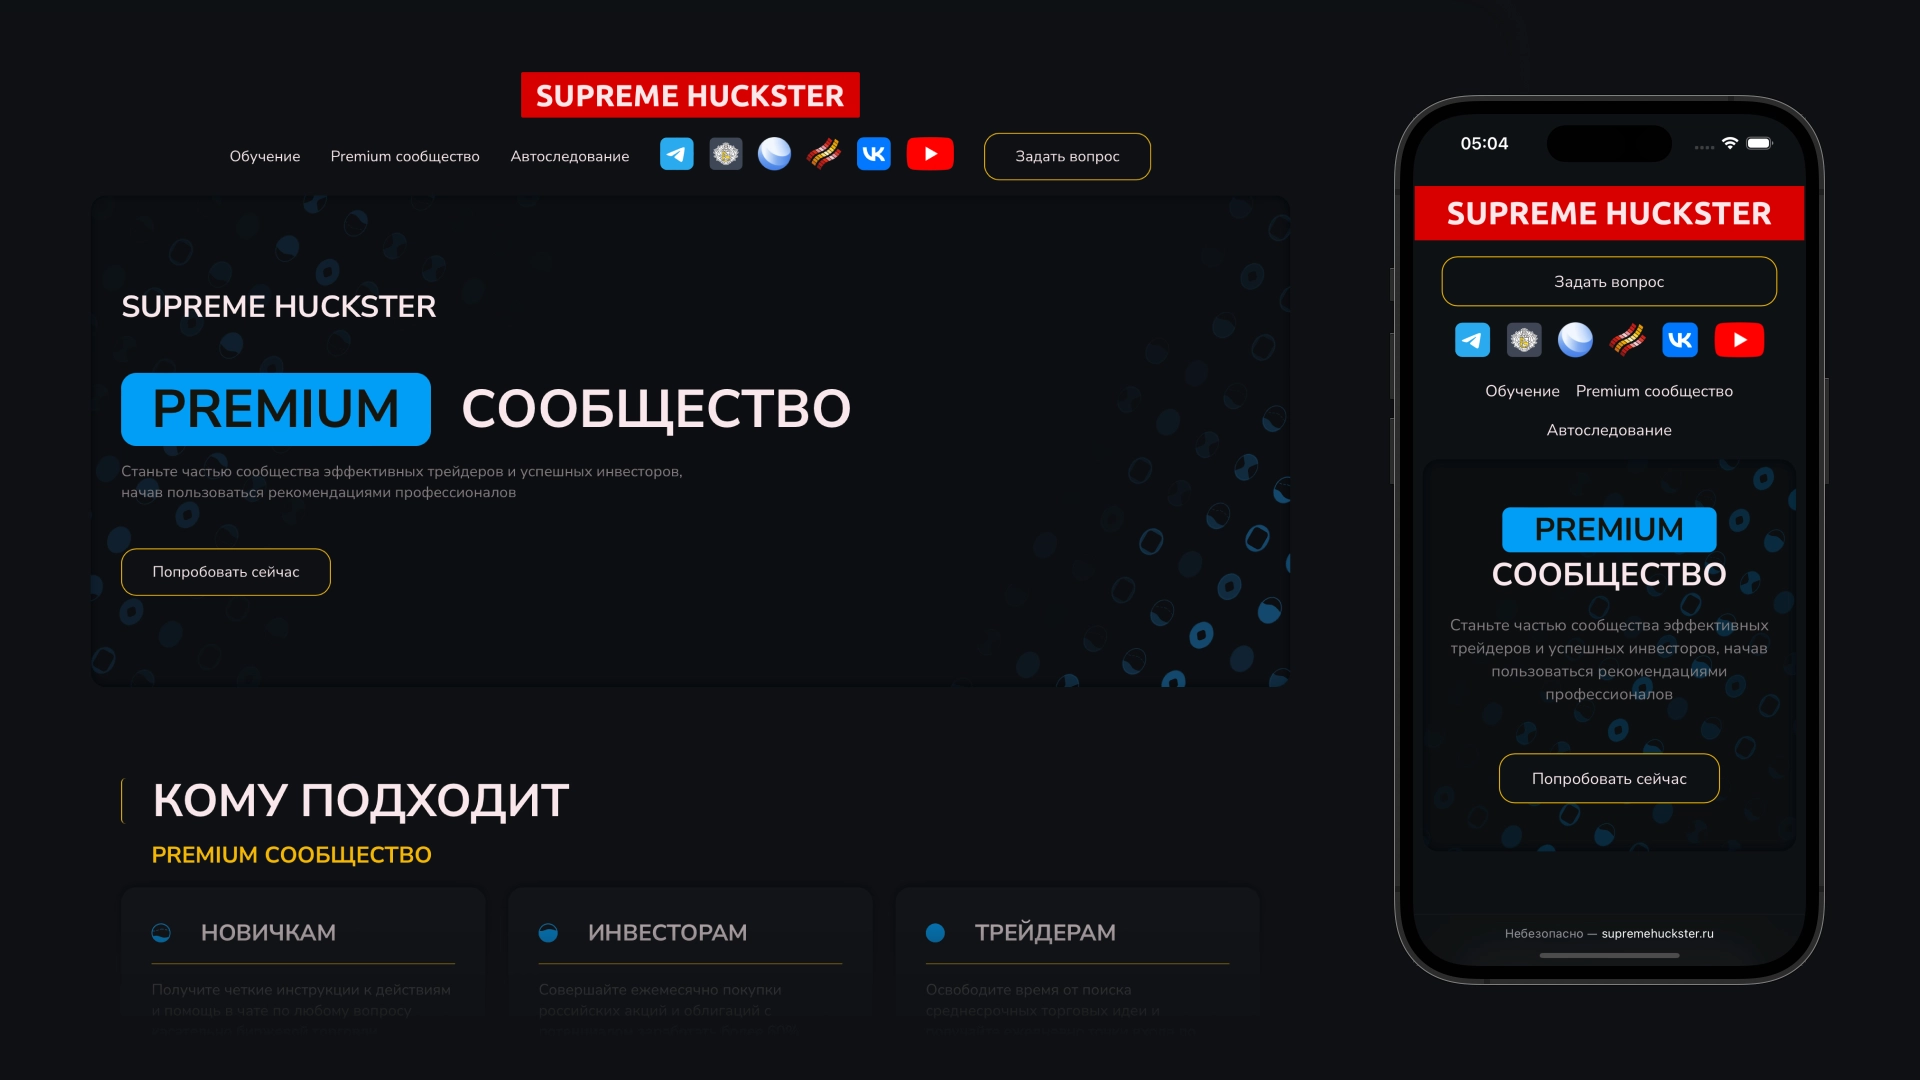 SUPREME HUCKSTER
Обучение
Premium сообщество
Автоследование
Задать вопрос
SUPREME HUCKSTER
PREMIUM СООБЩЕСТВО
Станьте частью сообщества эффективных трейдеров и успешных инвесторов,
начав пользоваться рекомендациями профессионалов
Попробовать сейчас
КОМУ ПОДХОДИТ
PREMIUM СООБЩЕСТВО
НОВИЧКАМ
Получите четкие инструкции к действиям
и помощь в чате по любому вопросу
ИНВЕСТОРАМ
Совершайте ежемесячно покупки
российских акций и облигаций с
ТРЕЙДЕРАМ
Освободите время от поиска
среднесрочных торговых идей и
05:04
SUPREME HUCKSTER
Задать вопрос
Обучение Premium сообщество
Автоследование
PREMIUM
СООБЩЕСТВО
Станьте частью сообщества эффективных
трейдеров и успешных инвесторов, начав
пользоваться рекомендациями
профессионалов
Попробовать сейчас
Небезопасно — supremehuckster.ru